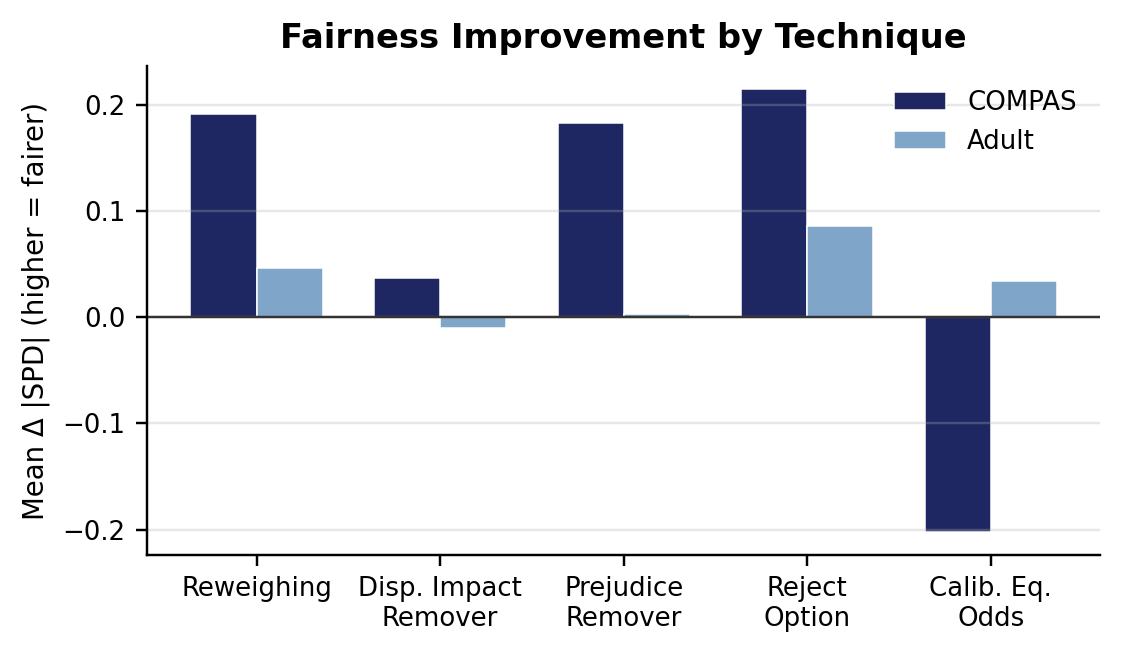 Fairness Improvement by Technique
Mean Δ |SPD| (higher = fairer)
0.2
0.1
0.0
−0.1
−0.2
COMPAS
Adult
Reweighing
Disp. Impact
Remover
Prejudice
Remover
Reject
Option
Calib. Eq.
Odds